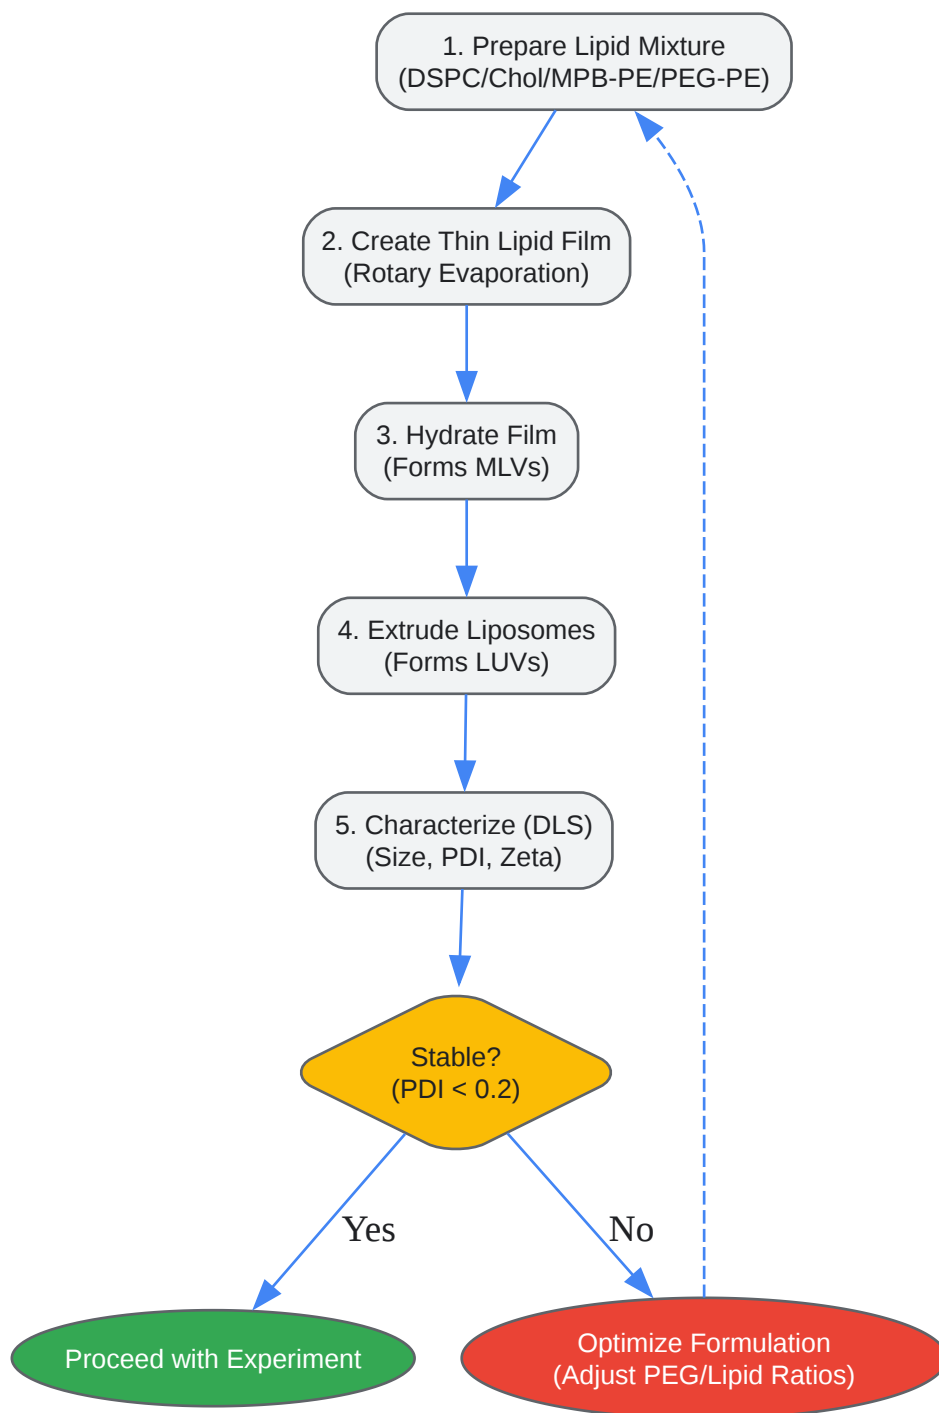 1. Prepare Lipid Mixture
(DSPC/Chol/MPB-PE/PEG-PE)
2. Create Thin Lipid Film
(Rotary Evaporation)
3. Hydrate Film
(Forms MLVs)
4. Extrude Liposomes
(Forms LUVs)
5. Characterize (DLS)
(Size, PDI, Zeta)
Stable?
(PDI < 0.2)
Yes
No
Proceed with Experiment
Optimize Formulation
(Adjust PEG/Lipid Ratios)